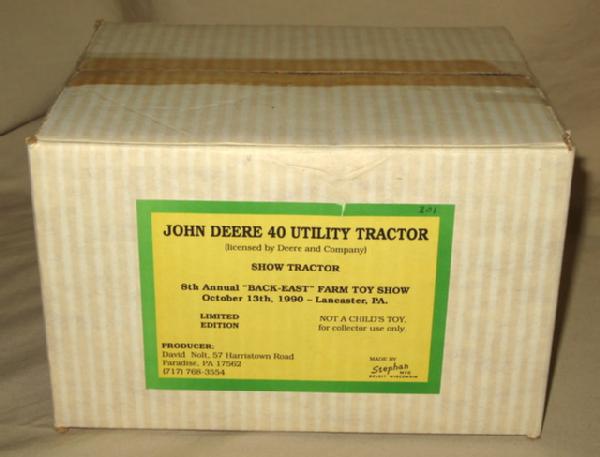 201
JOHN DEERE 40 UTILITY TRACTOR
(licensed by Deere and Company)
SHOW TRACTOR
8th Annual "BACK-EAST" FARM TOY SHOW
October 13th, 1990 – Lancaster, PA.
LIMITED
EDITION
NOT A CHILD'S TOY,
for collector use only
PRODUCER:
David Nolt, 57 Harristown Road
Paradise, PA 17562
(717) 768-3554
MADE BY
Stephan
MFG
WISCONSIN